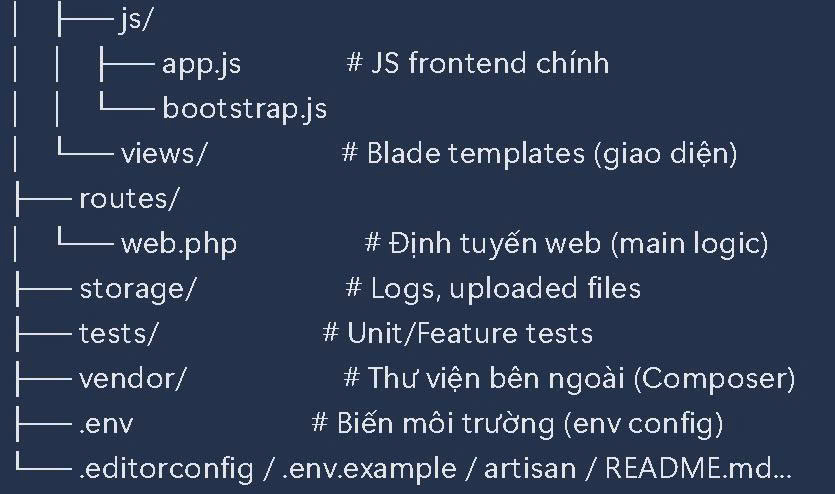 │ ├── js/
│ │ ├── app.js # JS frontend chính
│ │ └── bootstrap.js
│ └── views/ # Blade templates (giao diện)
├── routes/
│ └── web.php # Định tuyến web (main logic)
├── storage/ # Logs, uploaded files
├── tests/ # Unit/Feature tests
├── vendor/ # Thư viện bên ngoài (Composer)
├── .env # Biến môi trường (env config)
└── .editorconfig / .env.example / artisan / README.md...